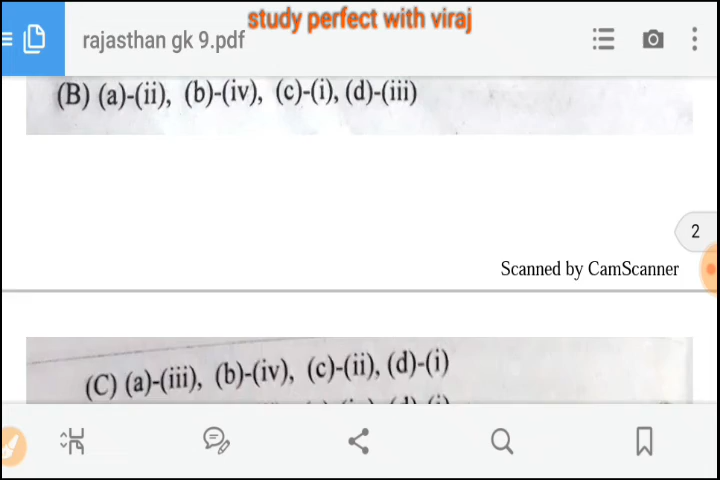 study perfect with viraj
rajasthan gk 9.pdf
(B) (a)-(ii), (b)-(iv), (c)-(i), (d)-(iii)
2
Scanned by CamScanner
(C) (a)-(iii), (b)-(iv), (c)-(ii), (d)-(i)